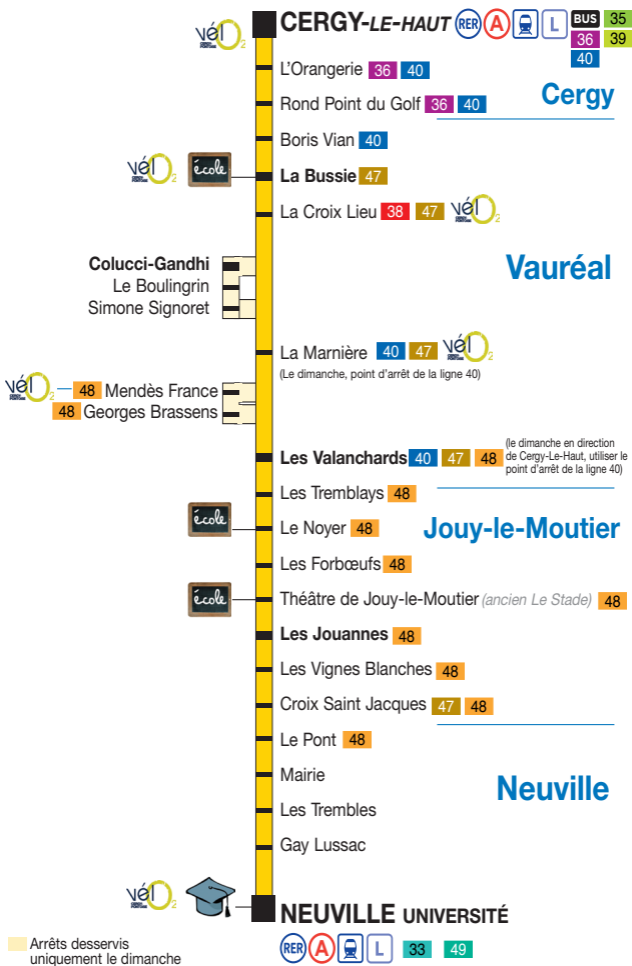 CERGY-LE-HAUT RER A L BUS 35
36 39
40
vélO2
L'Orangerie 36 40
Rond Point du Golf 36 40
Cergy
Boris Vian 40
vélO2 école La Bussie 47
La Croix Lieu 38 47 vélO2
Vauréal
Colucci-Gandhi
Le Boulingrin
Simone Signoret
La Marnière 40 47 vélO2
(Le dimanche, point d'arrêt de la ligne 40)
vélO2 48 Mendès France
48 Georges Brassens
Les Valanchards 40 47 48
(le dimanche en direction
de Cergy-Le-Haut, utiliser le
point d'arrêt de la ligne 40)
Les Tremblays 48
école Le Noyer 48
Jouy-le-Moutier
Les Forbœufs 48
école Théâtre de Jouy-le-Moutier (ancien Le Stade) 48
Les Jouannes 48
Les Vignes Blanches 48
Croix Saint Jacques 47 48
Le Pont 48
Mairie
Neuville
Les Trembles
Gay Lussac
vélO2
NEUVILLE UNIVERSITÉ
RER A L 33 49
Arrêts desservis
uniquement le dimanche